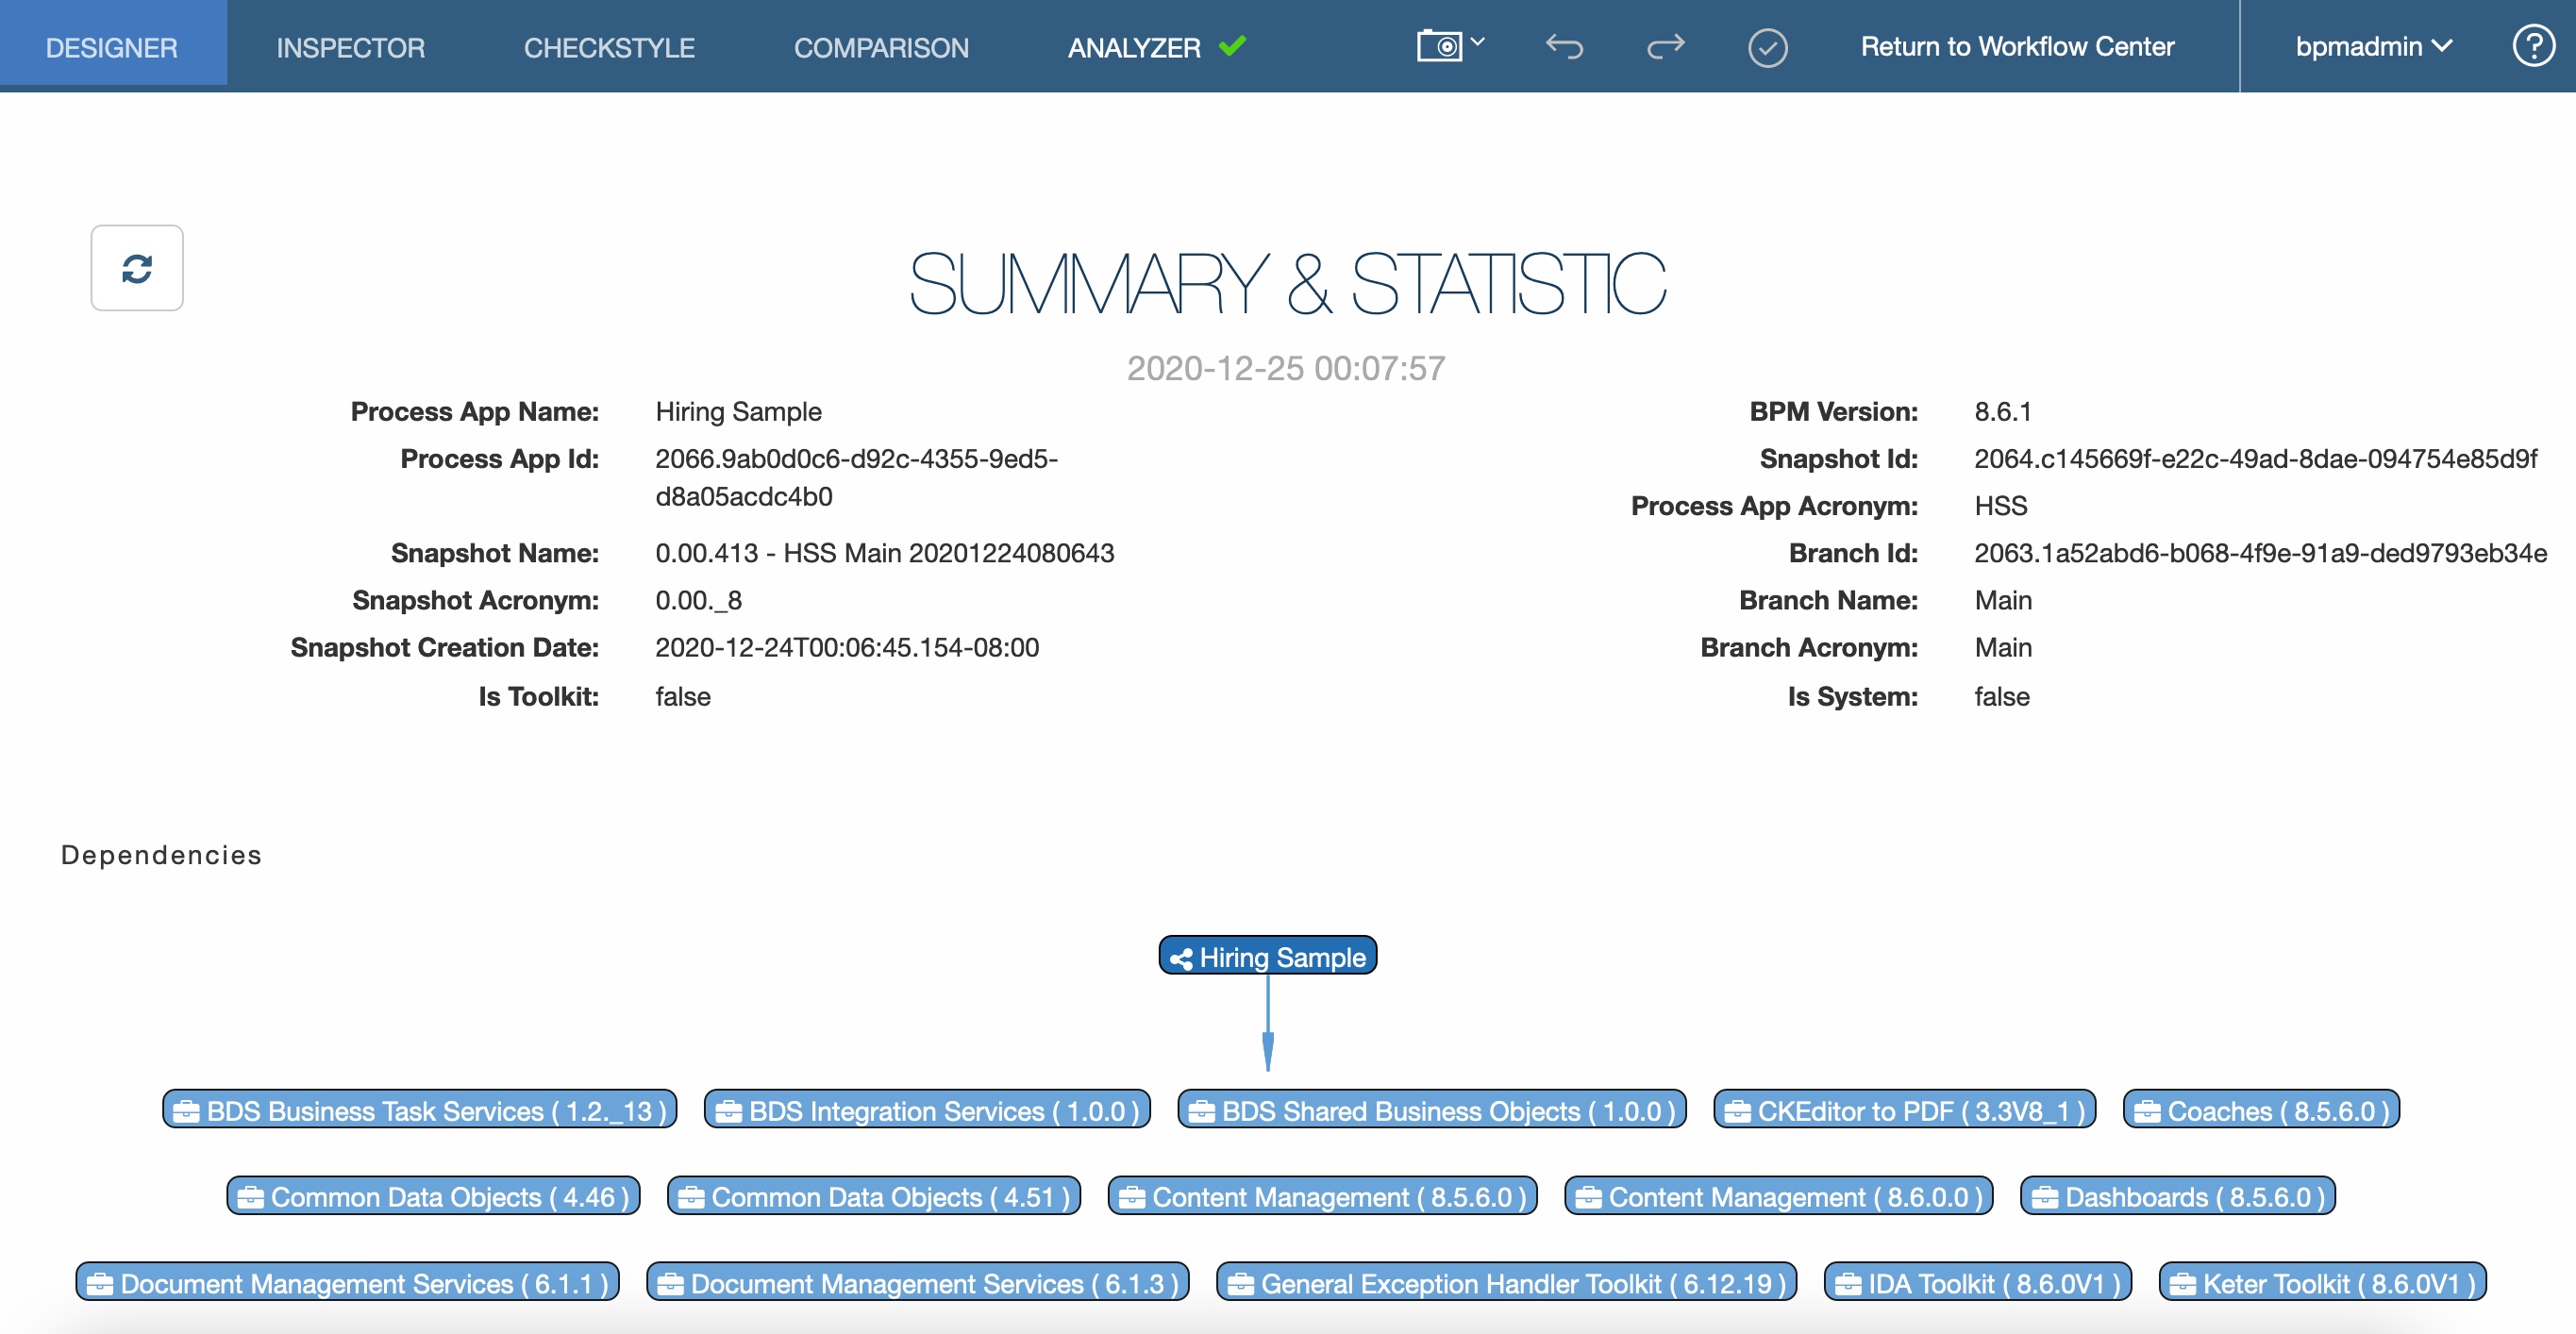 DESIGNER INSPECTOR CHECKSTYLE COMPARISON ANALYZER Return to Workflow Center bpmadmin ?
SUMMARY & STATISTIC
2020-12-25 00:07:57
Process App Name: Hiring Sample
Process App Id: 2066.9ab0d0c6-d92c-4355-9ed5-
d8a05acdc4b0
Snapshot Name: 0.00.413 - HSS Main 20201224080643
Snapshot Acronym: 0.00._8
Snapshot Creation Date: 2020-12-24T00:06:45.154-08:00
Is Toolkit: false
BPM Version: 8.6.1
Snapshot Id: 2064.c145669f-e22c-49ad-8dae-094754e85d9f
Process App Acronym: HSS
Branch Id: 2063.1a52abd6-b068-4f9e-91a9-ded9793eb34e
Branch Name: Main
Branch Acronym: Main
Is System: false
Dependencies
Hiring Sample
BDS Business Task Services ( 1.2._13 ) BDS Integration Services ( 1.0.0 ) BDS Shared Business Objects ( 1.0.0 ) CKEditor to PDF ( 3.3V8_1 ) Coaches ( 8.5.6.0 )
Common Data Objects ( 4.46 ) Common Data Objects ( 4.51 ) Content Management ( 8.5.6.0 ) Content Management ( 8.6.0.0 ) Dashboards ( 8.5.6.0 )
Document Management Services ( 6.1.1 ) Document Management Services ( 6.1.3 ) General Exception Handler Toolkit ( 6.12.19 ) IDA Toolkit ( 8.6.0V1 ) Keter Toolkit ( 8.6.0V1 )